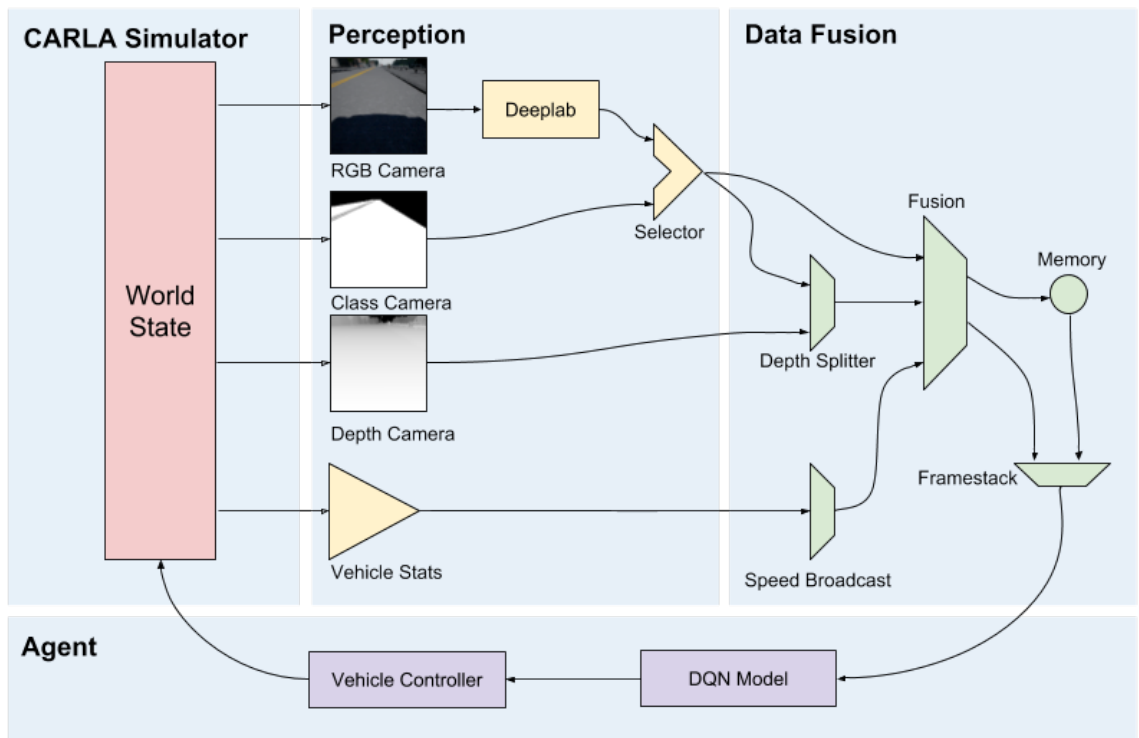 CARLA Simulator
World
State
Perception
RGB Camera
Deeplab
Class Camera
Selector
Depth Camera
Vehicle Stats
Data Fusion
Fusion
Memory
Depth Splitter
Framestack
Speed Broadcast
Agent
Vehicle Controller
DQN Model